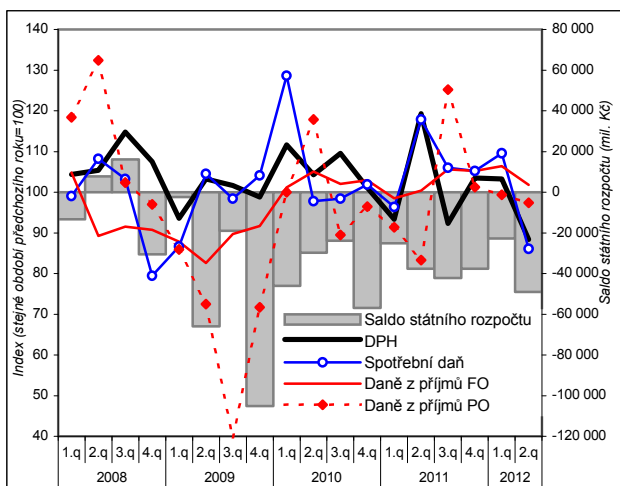 Index (stejné období předchozího roku=100)
140
130
120
110
100
90
80
70
60
50
40
80 000
60 000
40 000
20 000
0
-20 000
-40 000
-60 000
-80 000
-100 000
-120 000
Saldo státního rozpočtu (mil. Kč)
Saldo státního rozpočtu
DPH
Spotřební daň
Daně z příjmů FO
Daně z příjmů PO
1.q 2.q 3.q 4.q 1.q 2.q 3.q 4.q 1.q 2.q 3.q 4.q 1.q 2.q 3.q 4.q 1.q 2.q
2008 2009 2010 2011 2012